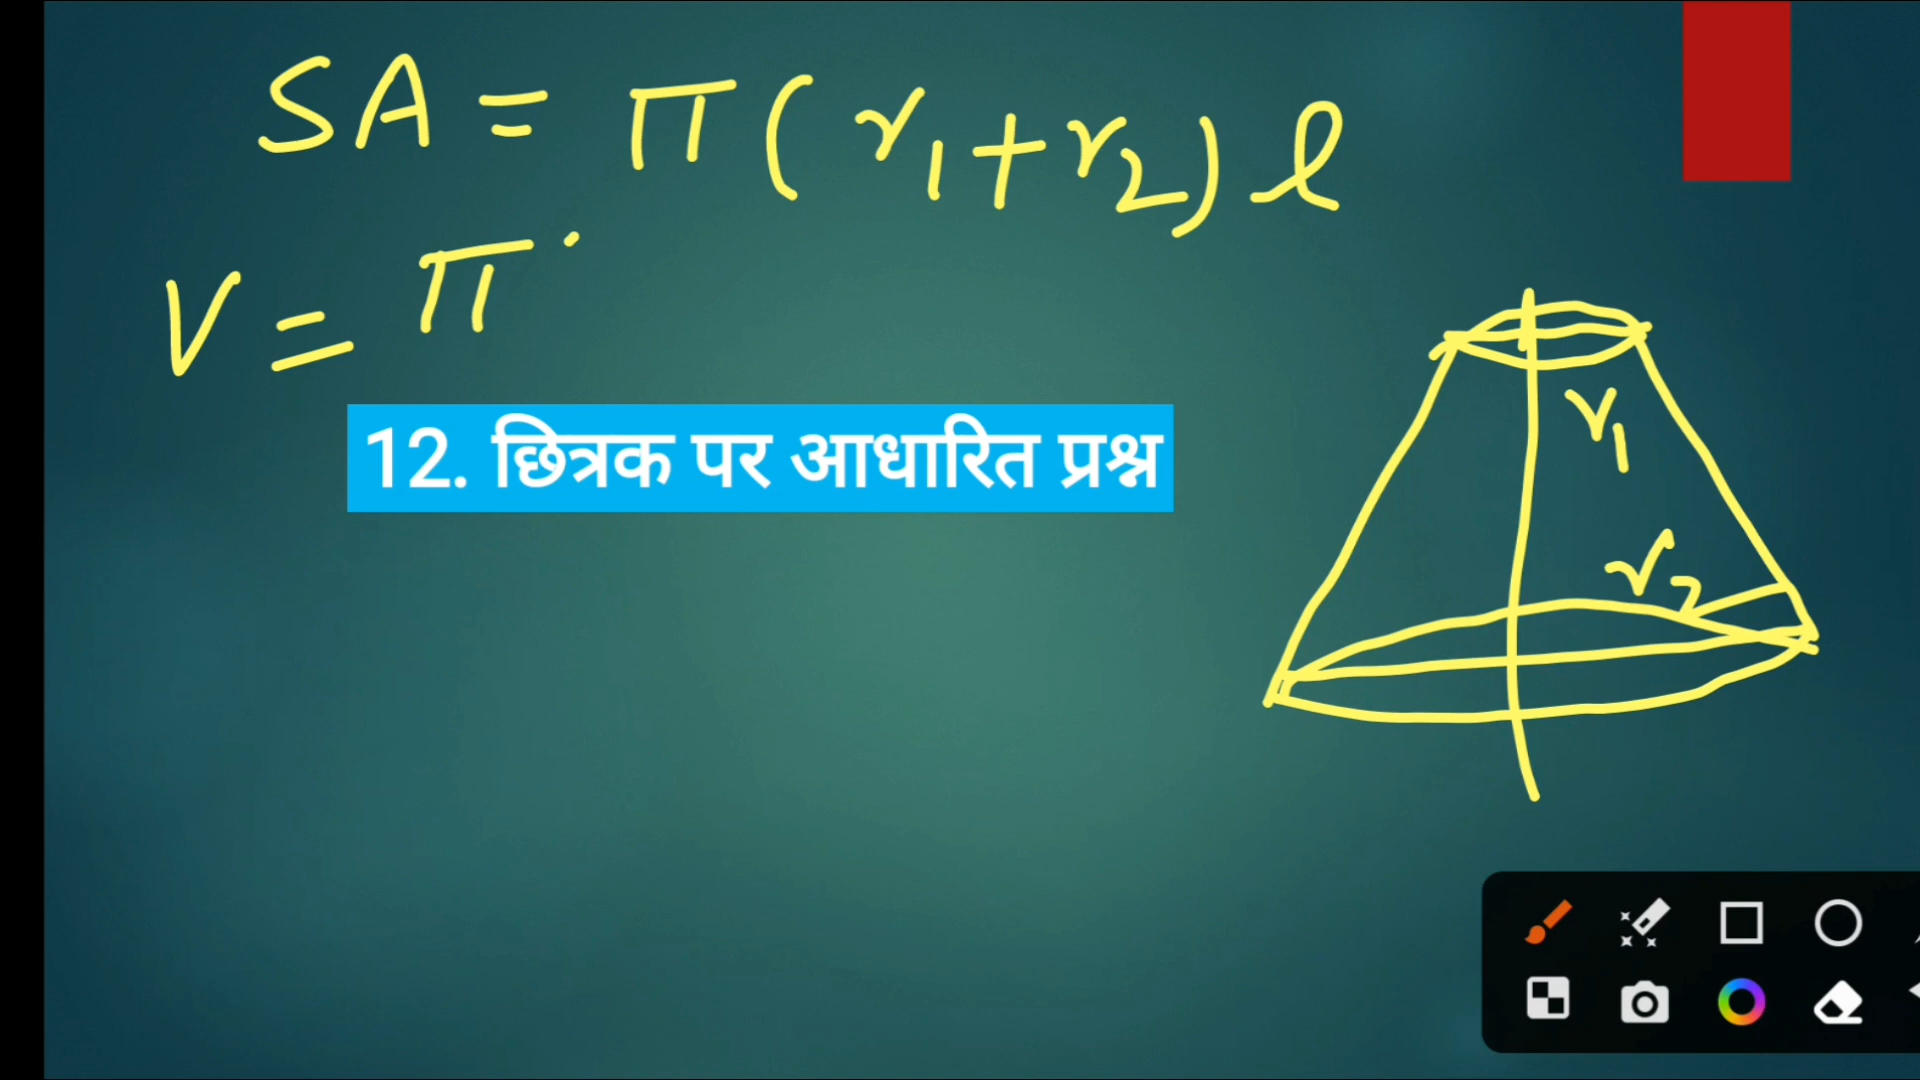 SA = π(r₁+r₂)l
V = π
12. छित्रक पर आधारित प्रश्न
r₁
r₂